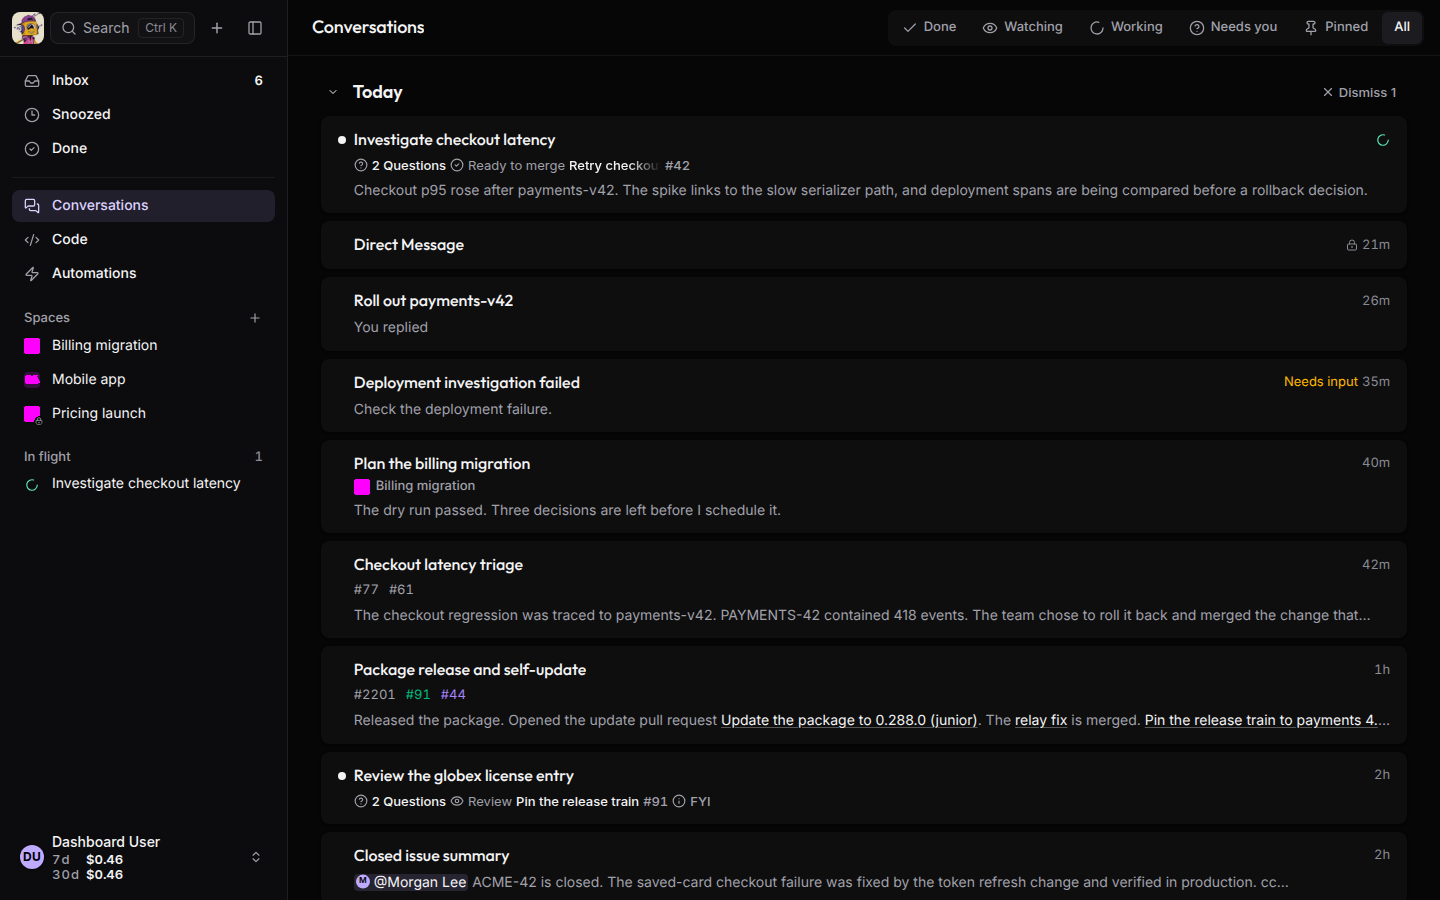 Search Ctrl K
Inbox 6
Snoozed
Done
Conversations
Code
Automations
Spaces
Billing migration
Mobile app
Pricing launch
In flight 1
Investigate checkout latency
DU Dashboard User
7d $0.46
30d $0.46
Conversations
Done Watching Working Needs you Pinned All
Today Dismiss 1
Investigate checkout latency
2 Questions Ready to merge Retry checkou #42
Checkout p95 rose after payments-v42. The spike links to the slow serializer path, and deployment spans are being compared before a rollback decision.
Direct Message 21m
Roll out payments-v42 26m
You replied
Deployment investigation failed Needs input 35m
Check the deployment failure.
Plan the billing migration 40m
Billing migration
The dry run passed. Three decisions are left before I schedule it.
Checkout latency triage 42m
#77 #61
The checkout regression was traced to payments-v42. PAYMENTS-42 contained 418 events. The team chose to roll it back and merged the change that...
Package release and self-update 1h
#2201 #91 #44
Released the package. Opened the update pull request Update the package to 0.288.0 (junior). The relay fix is merged. Pin the release train to payments 4....
Review the globex license entry 2h
2 Questions Review Pin the release train #91 FYI
Closed issue summary 2h
M @Morgan Lee ACME-42 is closed. The saved-card checkout failure was fixed by the token refresh change and verified in production. cc...